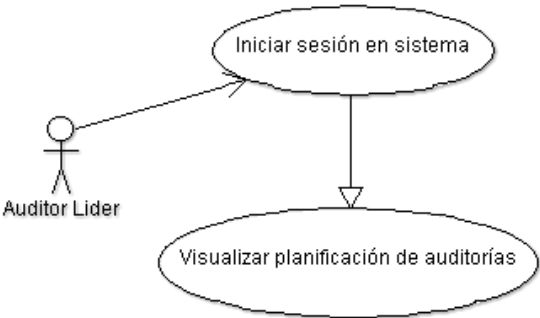 Iniciar sesión en sistema
Auditor Lider
Visualizar planificación de auditorías